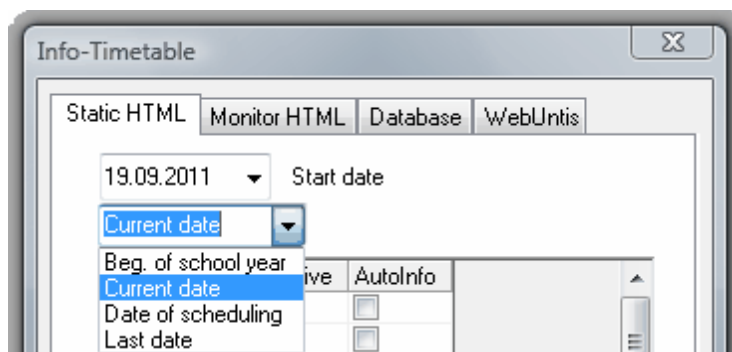 Info-Timetable
Static HTML Monitor HTML Database WebUntis
19.09.2011 Start date
Current date
Beg. of school year ive AutoInfo
Current date
Date of scheduling
Last date